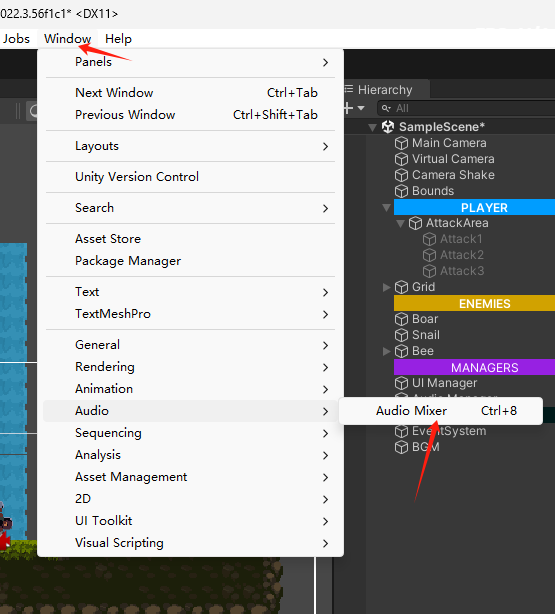 022.3.56f1c1* <DX11>
Jobs Window Help
Panels
Next Window Ctrl+Tab
Previous Window Ctrl+Shift+Tab
Layouts
Unity Version Control
Search
Asset Store
Package Manager
Text
TextMeshPro
General
Rendering
Animation
Audio
Sequencing
Analysis
Asset Management
2D
UI Toolkit
Visual Scripting
Audio Mixer Ctrl+8
Hierarchy
All
SampleScene*
Main Camera
Virtual Camera
Camera Shake
Bounds
PLAYER
AttackArea
Attack1
Attack2
Attack3
Grid
ENEMIES
Boar
Snail
Bee
MANAGERS
UI Manager
Audio Manager
EventSystem
BGM